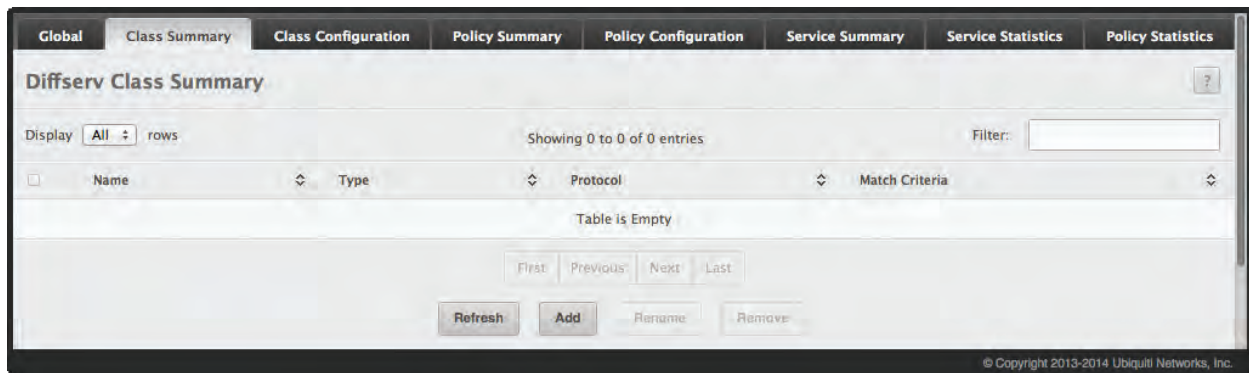 Global Class Summary Class Configuration Policy Summary Policy Configuration Service Summary Service Statistics Policy Statistics
Diffserv Class Summary ?
Display All rows Showing 0 to 0 of 0 entries Filter:
Name Type Protocol Match Criteria
Table is Empty
First Previous Next Last
Refresh Add Rename Remove
© Copyright 2013-2014 Ubiquiti Networks, Inc.